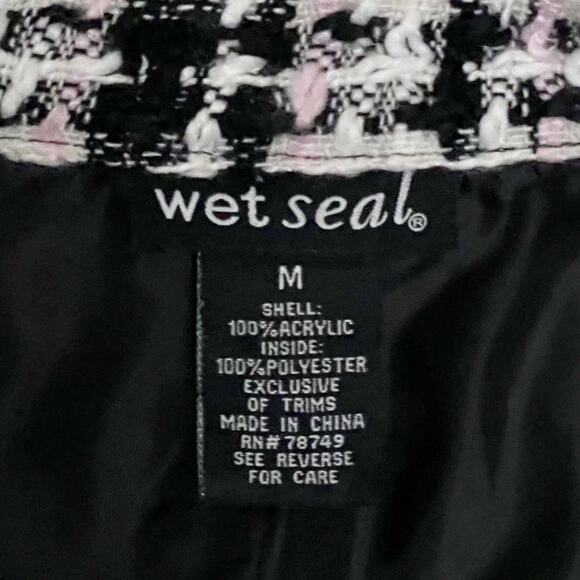 wet seal®
M
SHELL:
100%ACRYLIC
INSIDE:
100%POLYESTER
EXCLUSIVE
OF TRIMS
MADE IN CHINA
RN# 78749
SEE REVERSE
FOR CARE